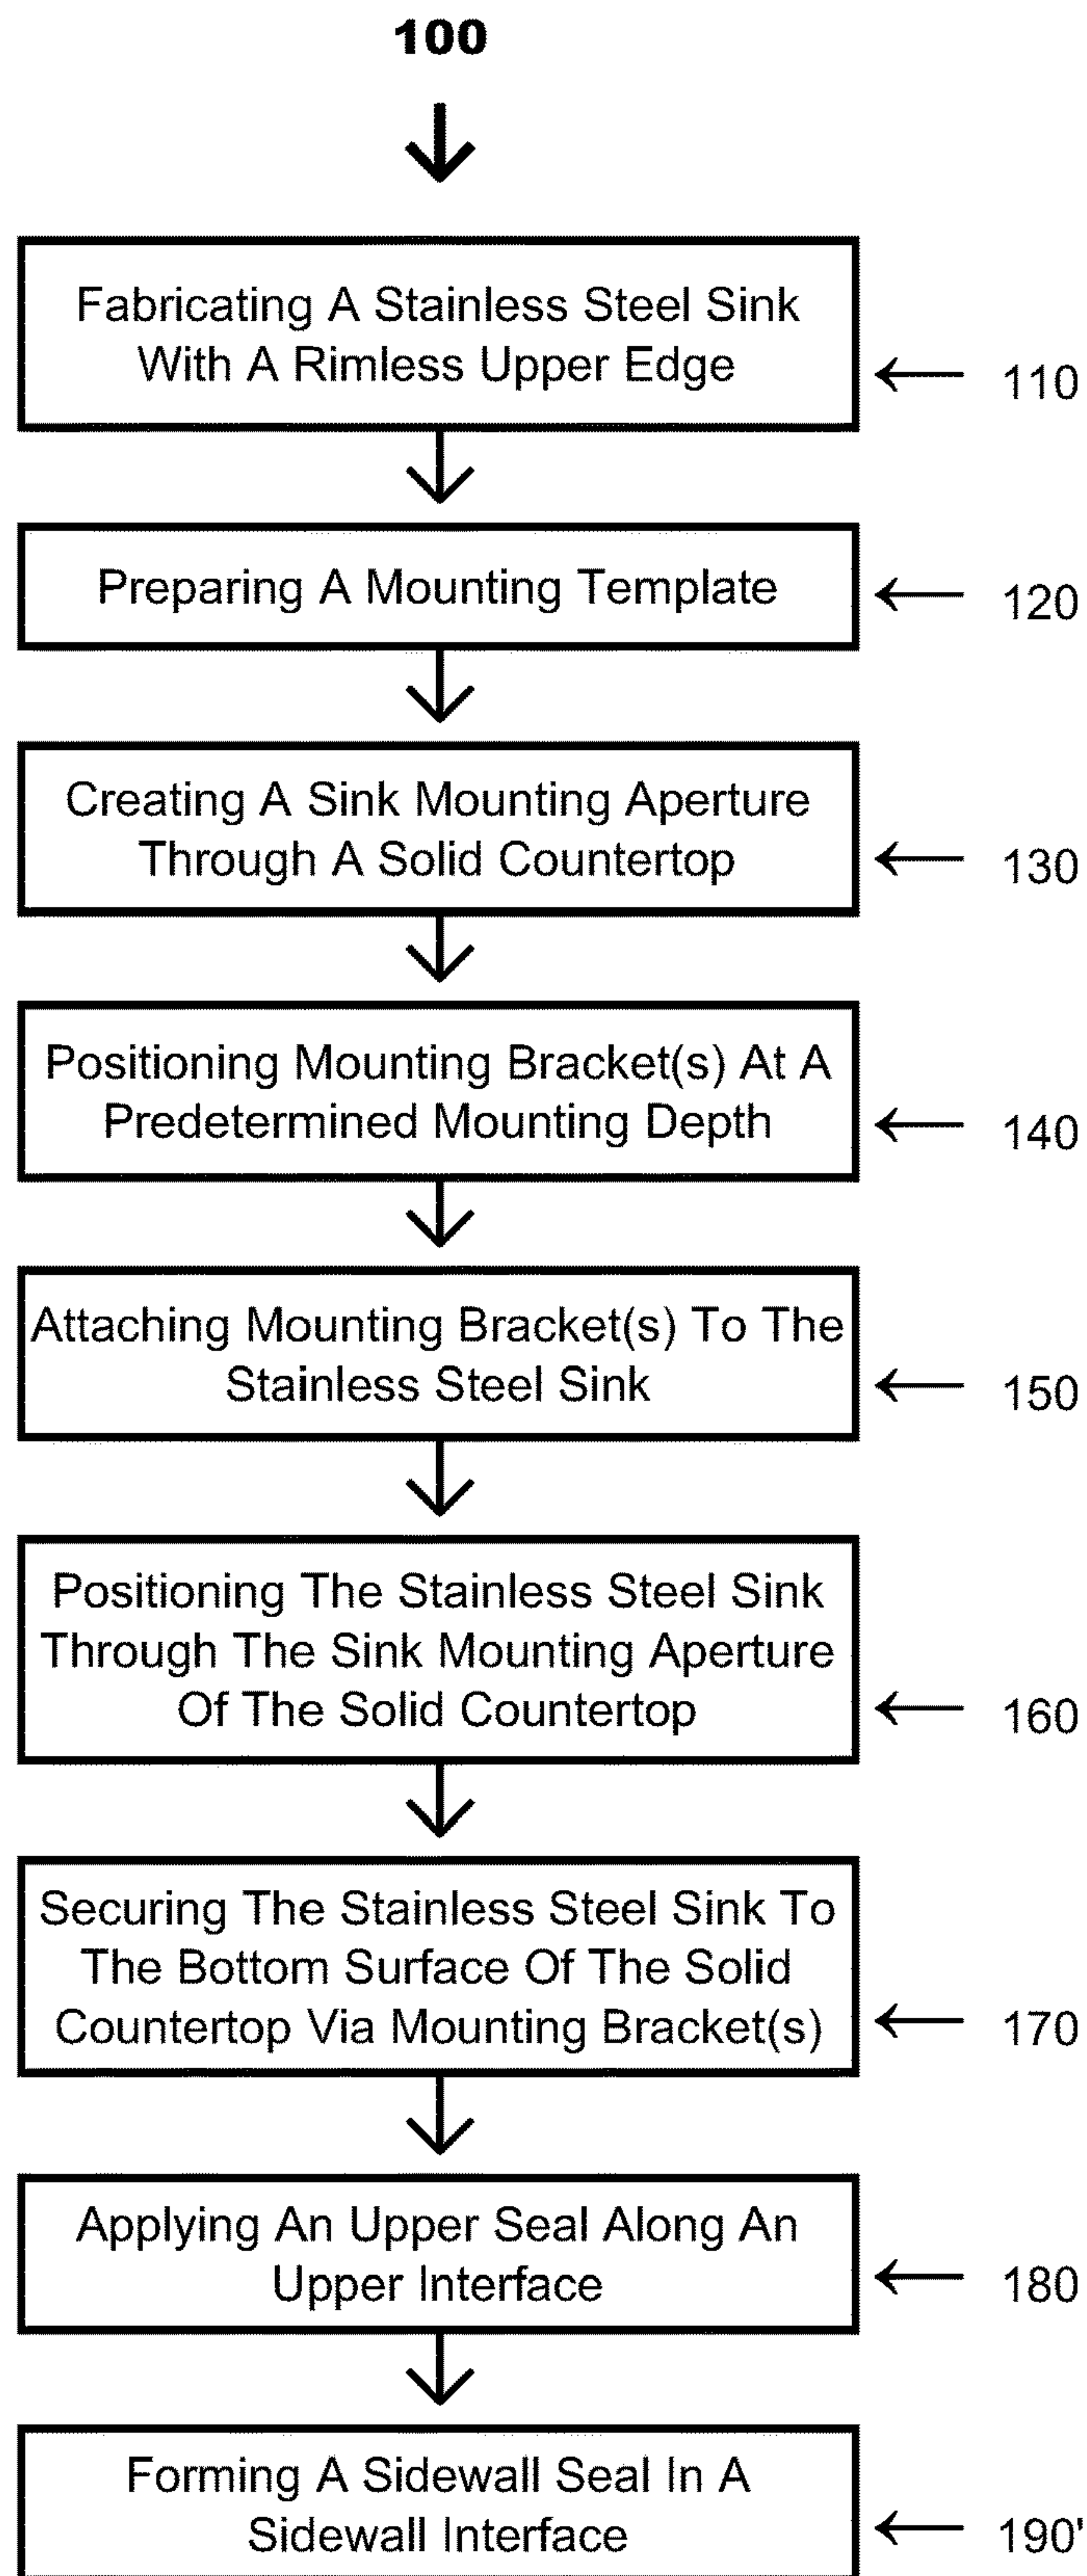 100
Fabricating A Stainless Steel Sink
With A Rimless Upper Edge
110
Preparing A Mounting Template
120
Creating A Sink Mounting Aperture
Through A Solid Countertop
130
Positioning Mounting Bracket(s) At A
Predetermined Mounting Depth
140
Attaching Mounting Bracket(s) To The
Stainless Steel Sink
150
Positioning The Stainless Steel Sink
Through The Sink Mounting Aperture
Of The Solid Countertop
160
Securing The Stainless Steel Sink To
The Bottom Surface Of The Solid
Countertop Via Mounting Bracket(s)
170
Applying An Upper Seal Along An
Upper Interface
180
Forming A Sidewall Seal In A
Sidewall Interface
190'